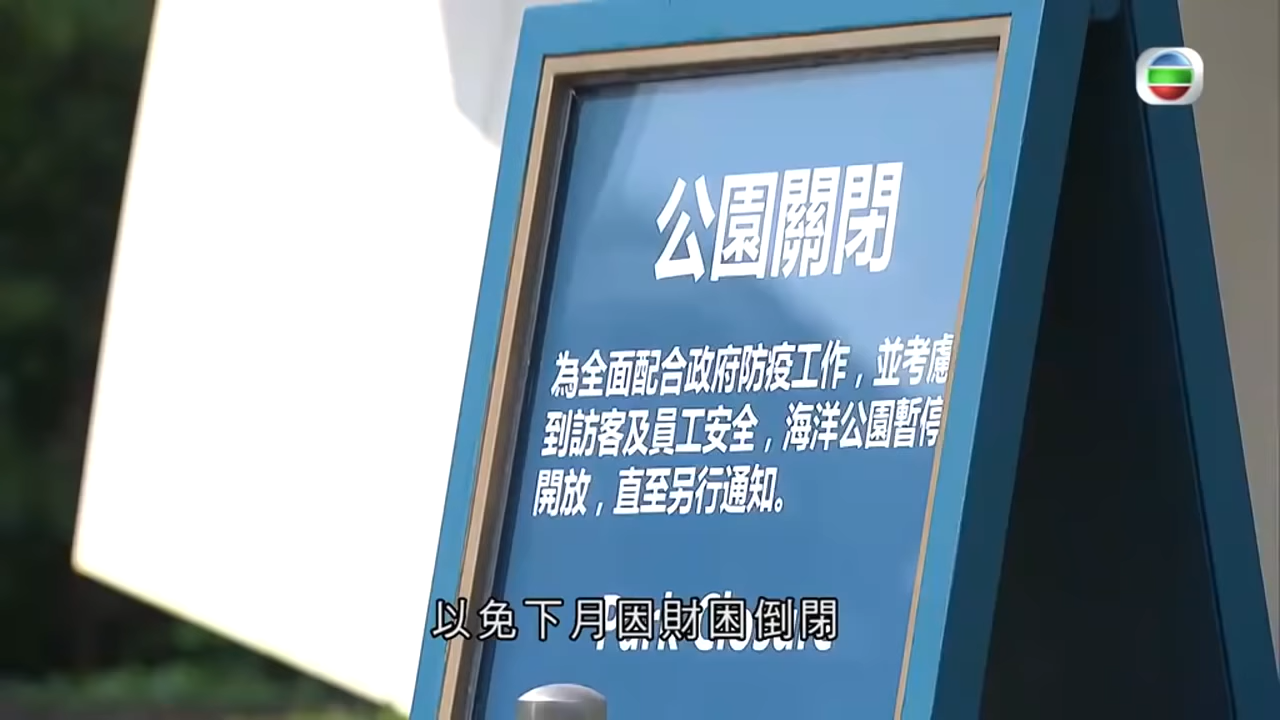 公園關閉
為全面配合政府防疫工作，並考慮
到訪客及員工安全，海洋公園暫停
開放，直至另行通知。
Park Closure
以免下月因財困倒閉